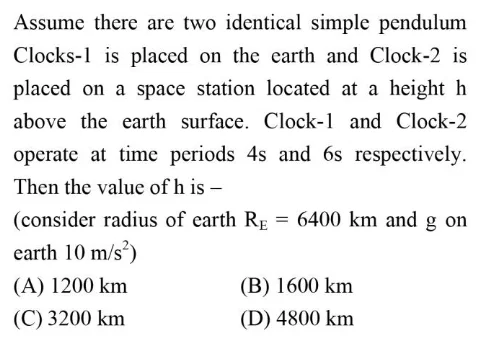 Assume there are two identical simple pendulum
Clocks-1 is placed on the earth and Clock-2 is
placed on a space station located at a height h
above the earth surface. Clock-1 and Clock-2
operate at time periods 4s and 6s respectively.
Then the value of h is –
(consider radius of earth R_E = 6400 km and g on
earth 10 m/s²)
(A) 1200 km (B) 1600 km
(C) 3200 km (D) 4800 km